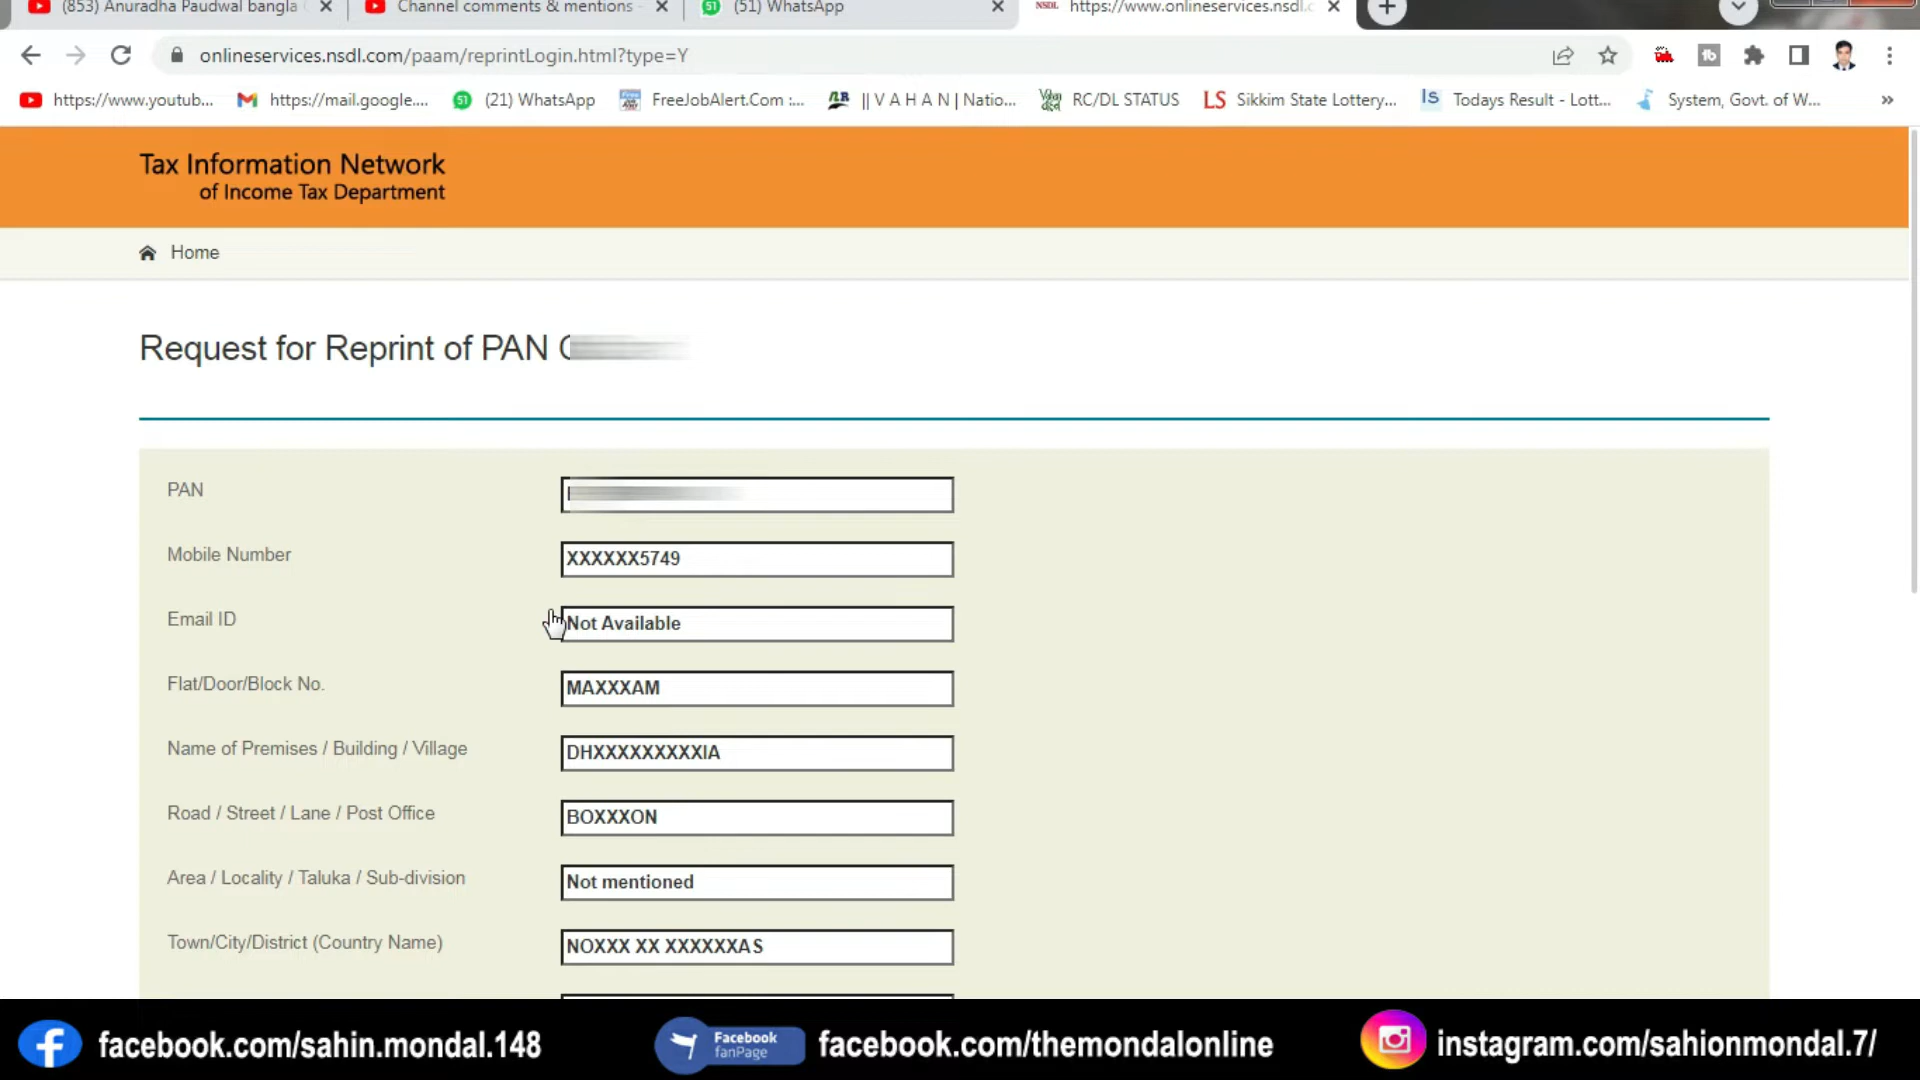 (853) Anuradha Paudwal bangla
Channel comments & mentions
51
(51) WhatsApp
NSDL
https://www.onlineservices.nsdl.c
onlineservices.nsdl.com/paam/reprintLogin.html?type=Y
https://www.youtub...
https://mail.google....
51
(21) WhatsApp
FreeJobAlert.Com :...
|| V A H A N | Natio...
RC/DL STATUS
LS
Sikkim State Lottery...
ls
Todays Result - Lott...
System, Govt. of W...
»
Tax Information Network
of Income Tax Department
Home
Request for Reprint of PAN
PAN
Mobile Number
XXXXXX5749
Email ID
Not Available
Flat/Door/Block No.
MAXXXAM
Name of Premises / Building / Village
DHXXXXXXXXXIA
Road / Street / Lane / Post Office
BOXXXON
Area / Locality / Taluka / Sub-division
Not mentioned
Town/City/District (Country Name)
NOXXX XX XXXXXXAS
facebook.com/sahin.mondal.148
Facebook
fanPage
facebook.com/themondalonline
instagram.com/sahionmondal.7/